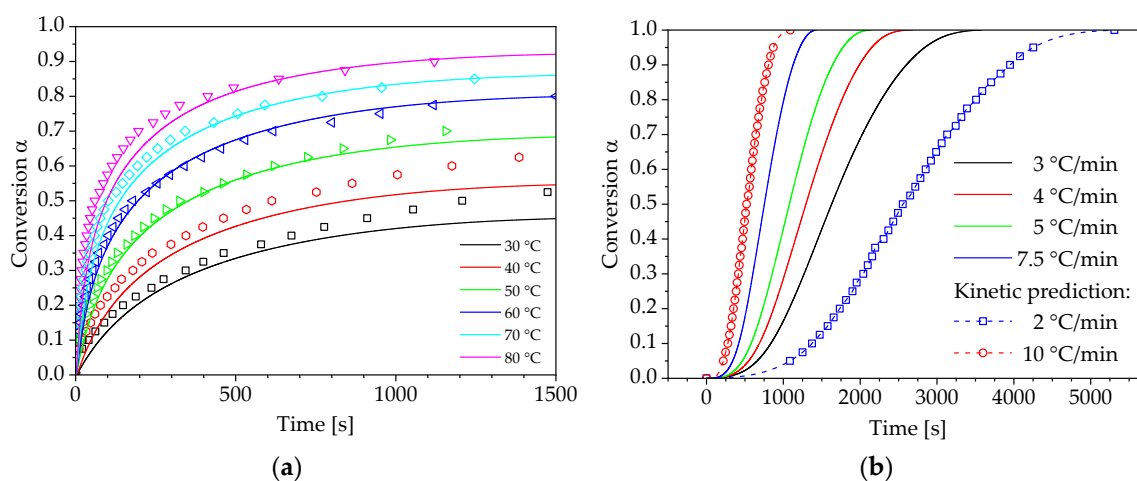 1.0
0.9
0.8
0.7
0.6
0.5
0.4
0.3
0.2
0.1
0.0
Conversion α
0
500
1000
1500
Time [s]
30 °C
40 °C
50 °C
60 °C
70 °C
80 °C
(a)
1.0
0.9
0.8
0.7
0.6
0.5
0.4
0.3
0.2
0.1
0.0
Conversion α
0
1000
2000
3000
4000
5000
Time [s]
3 °C/min
4 °C/min
5 °C/min
7.5 °C/min
Kinetic prediction:
2 °C/min
10 °C/min
(b)